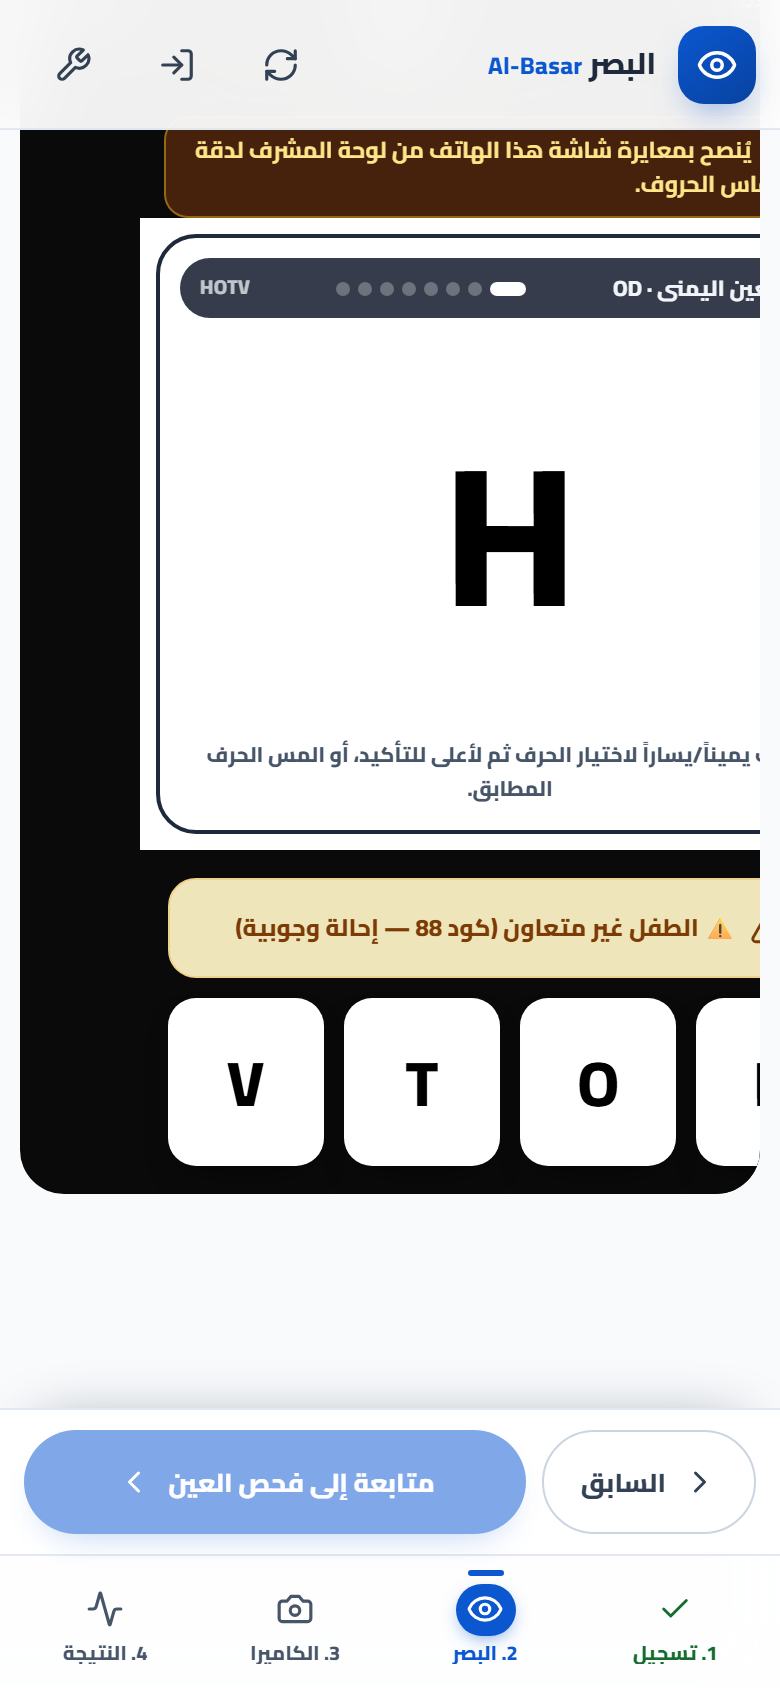 البصر Al-Basar
يُنصح بمعايرة شاشة هذا الهاتف من لوحة المشرف لدقة
الحروف.
اليمنى · OD
HOTV
H
يميناً/يساراً لاختيار الحرف ثم لأعلى للتأكيد، أو المس الحرف
المطابق.
⚠️ الطفل غير متعاون (كود 88 — إحالة وجوبية)
O T V
السابق
متابعة إلى فحص العين
1. تسجيل
2. البصر
3. الكاميرا
4. النتيجة